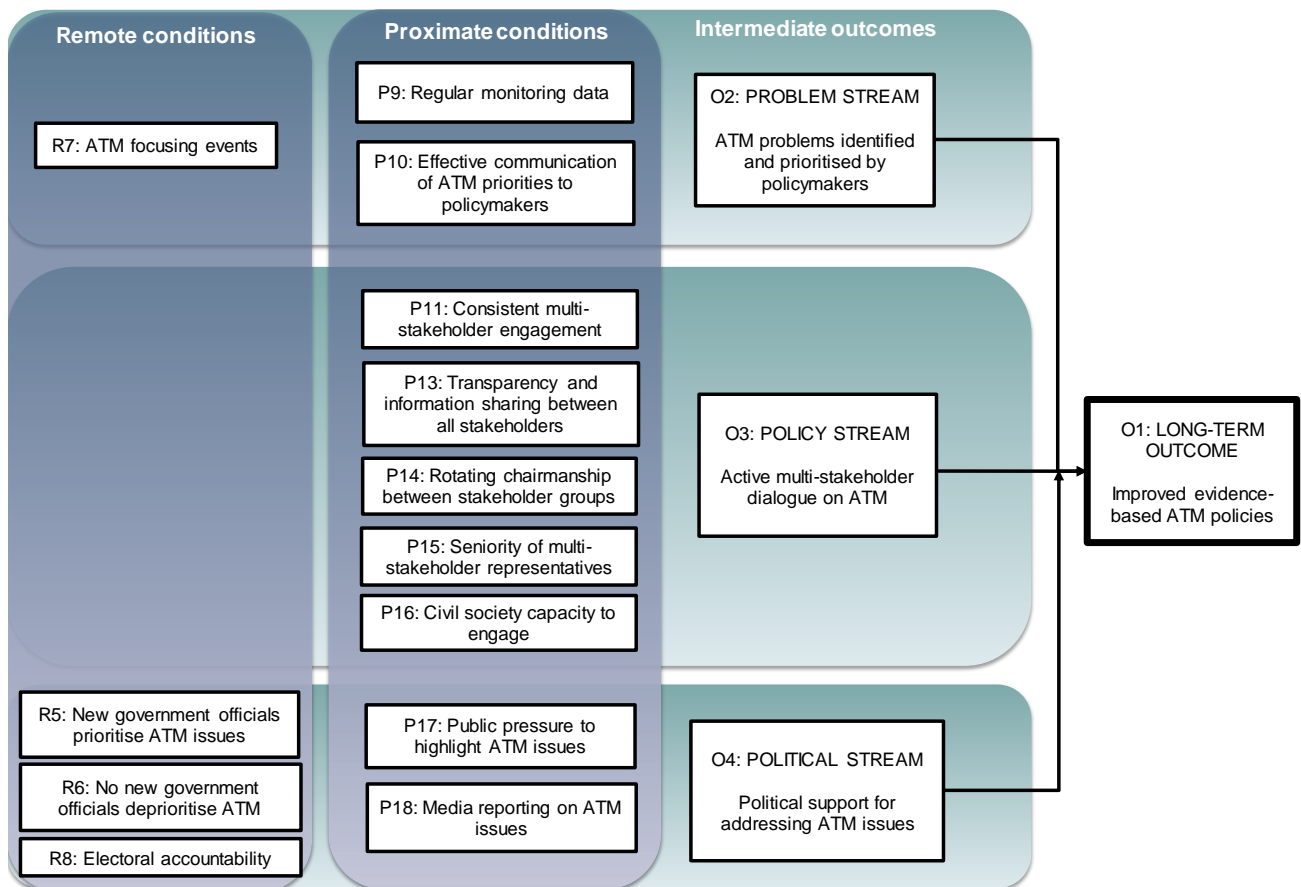 Remote conditions
Proximate conditions
Intermediate outcomes
P9: Regular monitoring data
R7: ATM focusing events
P10: Effective communication
of ATM priorities to
policymakers
O2: PROBLEM STREAM
ATM problems identified
and prioritised by
policymakers
P11: Consistent multi-
stakeholder engagement
P13: Transparency and
information sharing between
all stakeholders
P14: Rotating chairmanship
between stakeholder groups
P15: Seniority of multi-
stakeholder representatives
P16: Civil society capacity to
engage
O3: POLICY STREAM
Active multi-stakeholder
dialogue on ATM
O1: LONG-TERM
OUTCOME
Improved evidence-
based ATM policies
R5: New government officials
prioritise ATM issues
R6: No new government
officials deprioritise ATM
R8: Electoral accountability
P17: Public pressure to
highlight ATM issues
P18: Media reporting on ATM
issues
O4: POLITICAL STREAM
Political support for
addressing ATM issues